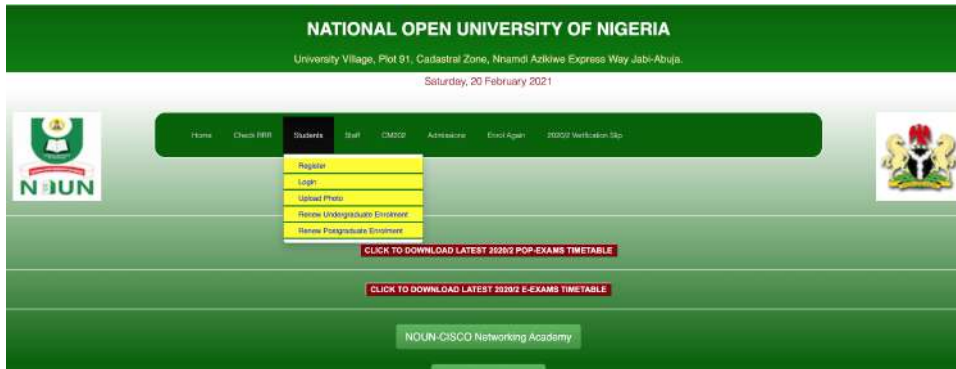 NATIONAL OPEN UNIVERSITY OF NIGERIA
University Village, Plot 91, Cadastral Zone, Nnamdi Azikiwe Express Way Jabi-Abuja.
Saturday, 20 February 2021
Home Check RRR Students Staff CM202 Admissions Enrol Again 2020/2 Verification Slip
NOUN
Register
Login
Upload Photo
Renew Undergraduate Enrolment
Renew Postgraduate Enrolment
CLICK TO DOWNLOAD LATEST 2020/2 POP-EXAMS TIMETABLE
CLICK TO DOWNLOAD LATEST 2020/2 E-EXAMS TIMETABLE
NOUN-CISCO Networking Academy